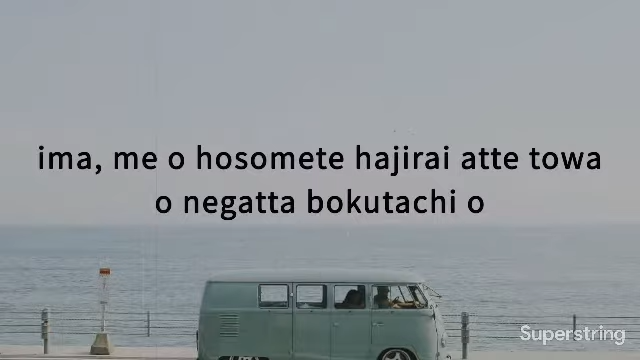 ima, me o hosomete hajirai atte towa
o negatta bokutachi o
Superstring